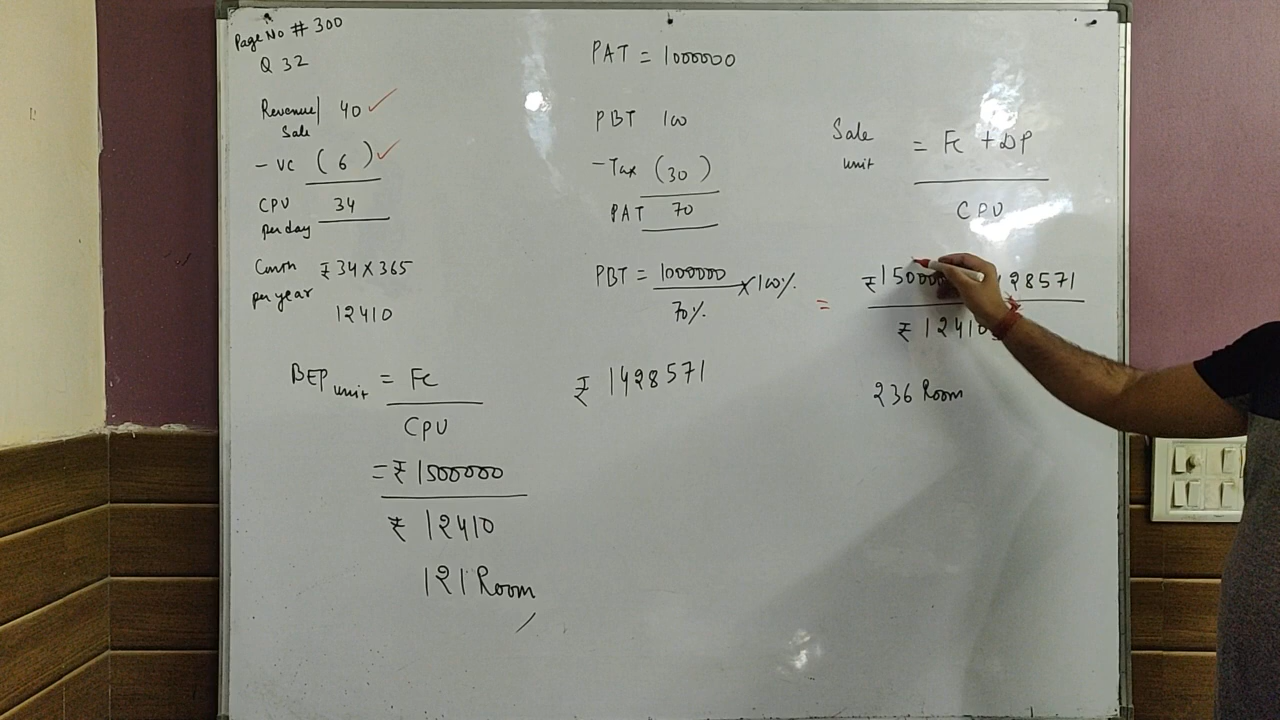 Page No # 300
Q 32
Revenue/ Sale 40 ✓
- VC (6) ✓
CPU per day 34
Contn per year ₹34 X 365
12410
BEP unit = Fc
CPU
= ₹1500000
₹ 12410
121 Room
PAT = 1000000
PBT 100
- Tax (30)
PAT 70
PBT = 1000000 X 100%
70%
₹ 1428571
Sale unit = Fc + DP
CPU
= ₹15000 28571
₹ 12410
236 Room